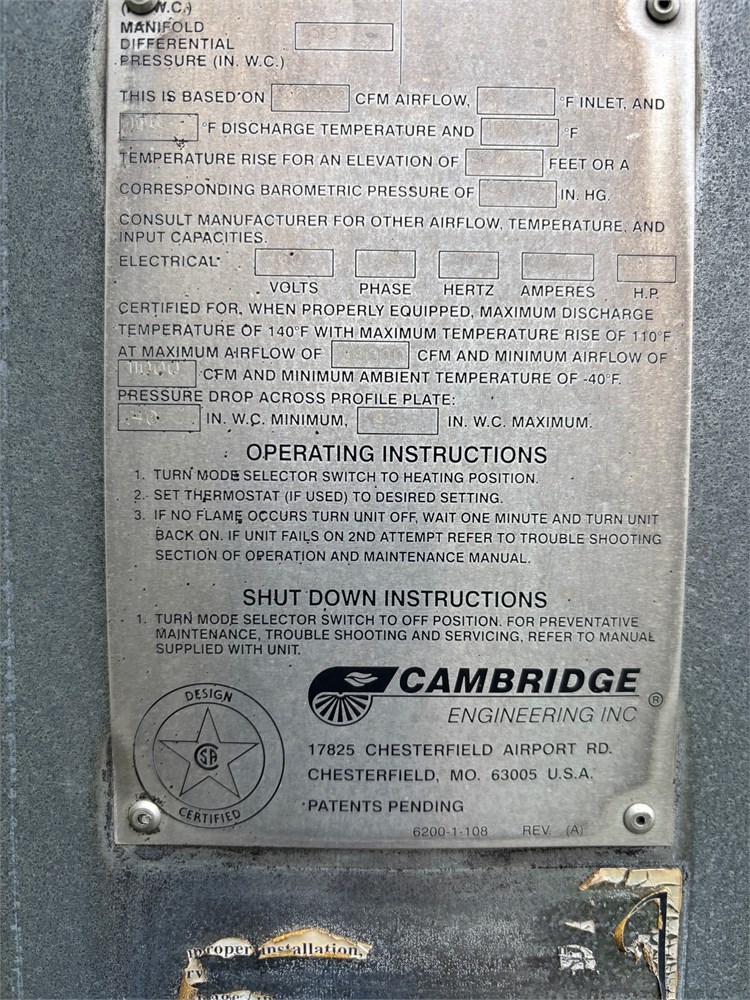 MANIFOLD
DIFFERENTIAL
PRESSURE (IN. W.C.)
THIS IS BASED ON CFM AIRFLOW, °F INLET, AND
°F DISCHARGE TEMPERATURE AND °F
TEMPERATURE RISE FOR AN ELEVATION OF FEET OR A
CORRESPONDING BAROMETRIC PRESSURE OF IN. HG.
CONSULT MANUFACTURER FOR OTHER AIRFLOW, TEMPERATURE, AND
INPUT CAPACITIES.
ELECTRICAL
VOLTS PHASE HERTZ AMPERES H.P.
CERTIFIED FOR, WHEN PROPERLY EQUIPPED, MAXIMUM DISCHARGE
TEMPERATURE OF 140°F WITH MAXIMUM TEMPERATURE RISE OF 110°F
AT MAXIMUM AIRFLOW OF CFM AND MINIMUM AIRFLOW OF
CFM AND MINIMUM AMBIENT TEMPERATURE OF -40°F.
PRESSURE DROP ACROSS PROFILE PLATE:
IN. W.C. MINIMUM, IN. W.C. MAXIMUM.
OPERATING INSTRUCTIONS
1. TURN MODE SELECTOR SWITCH TO HEATING POSITION.
2. SET THERMOSTAT (IF USED) TO DESIRED SETTING.
3. IF NO FLAME OCCURS TURN UNIT OFF, WAIT ONE MINUTE AND TURN UNIT
BACK ON. IF UNIT FAILS ON 2ND ATTEMPT REFER TO TROUBLE SHOOTING
SECTION OF OPERATION AND MAINTENANCE MANUAL.
SHUT DOWN INSTRUCTIONS
1. TURN MODE SELECTOR SWITCH TO OFF POSITION. FOR PREVENTATIVE
MAINTENANCE, TROUBLE SHOOTING AND SERVICING, REFER TO MANUAL
SUPPLIED WITH UNIT.
CAMBRIDGE ®
ENGINEERING INC
DESIGN
CSA
CERTIFIED
17825 CHESTERFIELD AIRPORT RD.
CHESTERFIELD, MO. 63005 U.S.A.
PATENTS PENDING
6200-1-108 REV. (A)
installation,